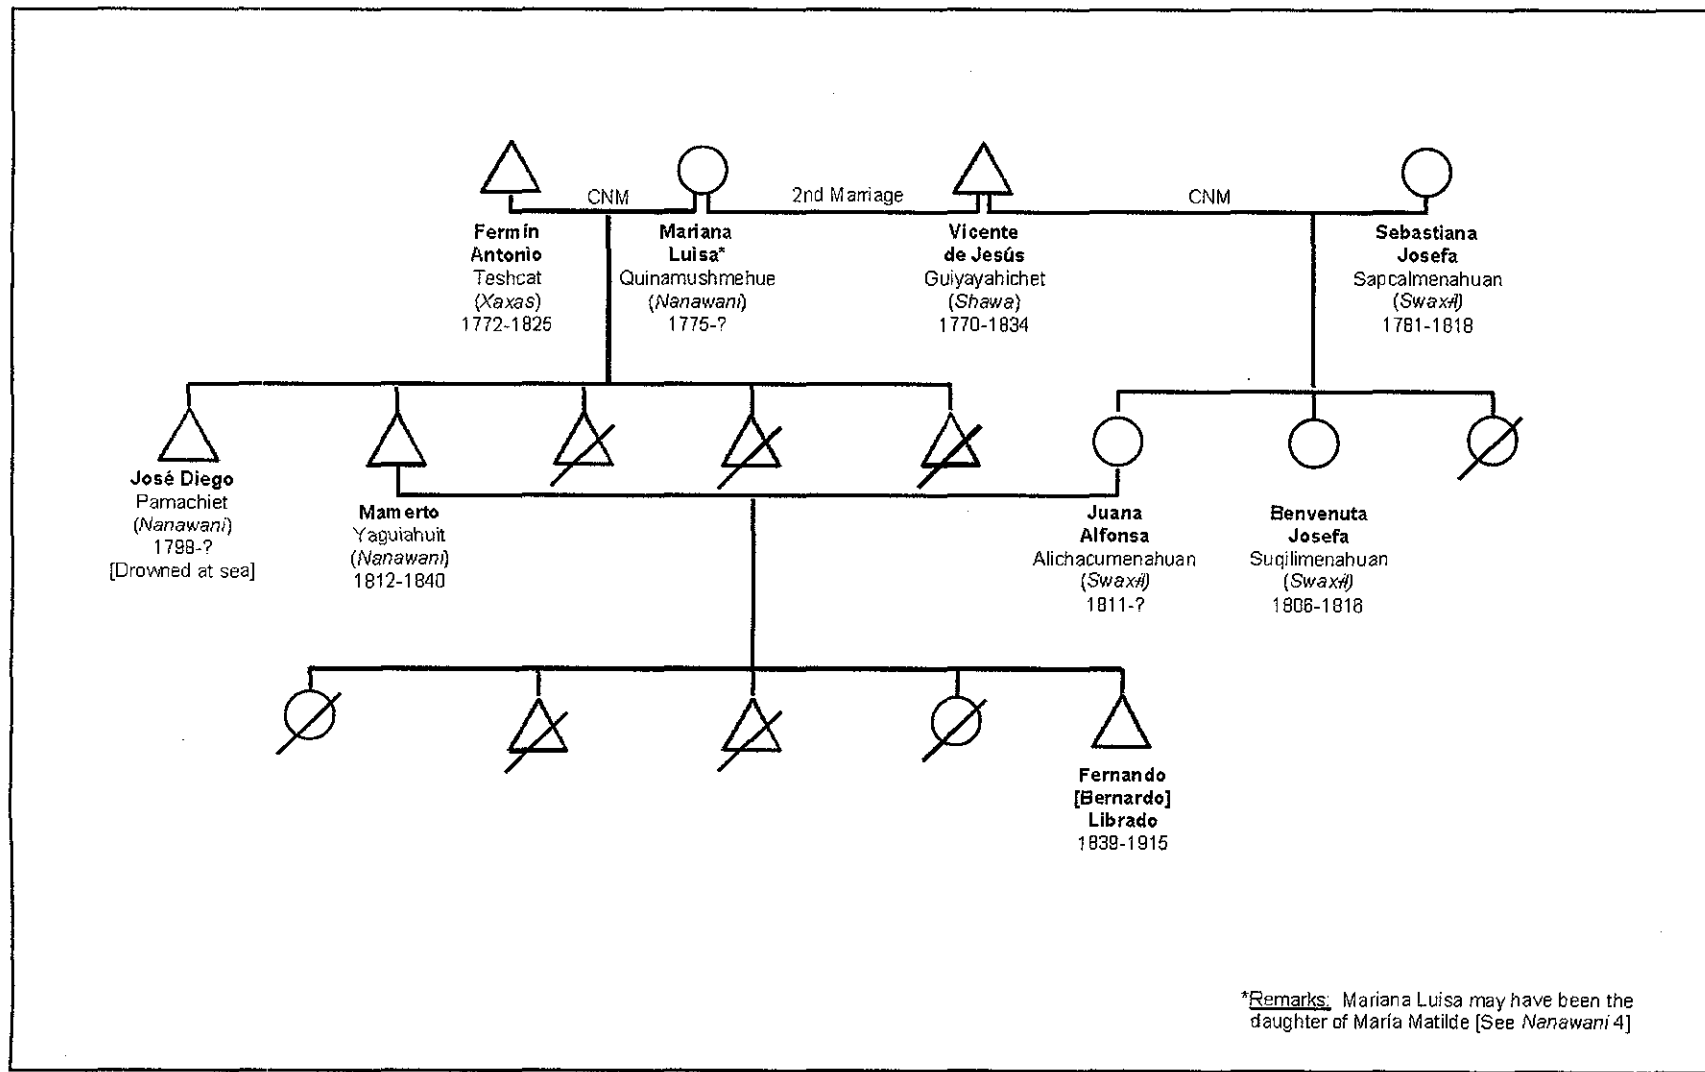 CNM
2nd Marriage
CNM
Fermín
Antonio
Teshcat
(Xaxas)
1772-1825
Mariana
Luisa*
Quinamushmehue
(Nanawani)
1775-?
Vicente
de Jesús
Guiyayahichet
(Shawa)
1770-1834
Sebastiana
Josefa
Sapcalmenahuan
(Swaxɨl)
1781-1818
José Diego
Pamachiet
(Nanawani)
1798-?
[Drowned at sea]
Mamerto
Yaguiahuit
(Nanawani)
1812-1840
Juana
Alfonsa
Alichacumenahuan
(Swaxɨl)
1811-?
Benvenuta
Josefa
Suqilimenahuan
(Swaxɨl)
1806-1818
Fernando
[Bernardo]
Librado
1839-1915
*Remarks: Mariana Luisa may have been the
daughter of María Matilde [See Nanawani 4]